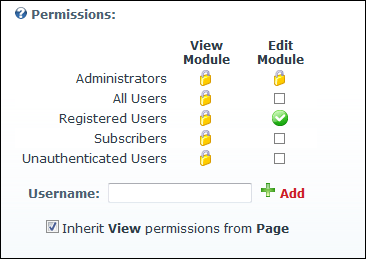 Permissions:
View Module Edit Module
Administrators
All Users
Registered Users
Subscribers
Unauthenticated Users
Username: Add
Inherit View permissions from Page